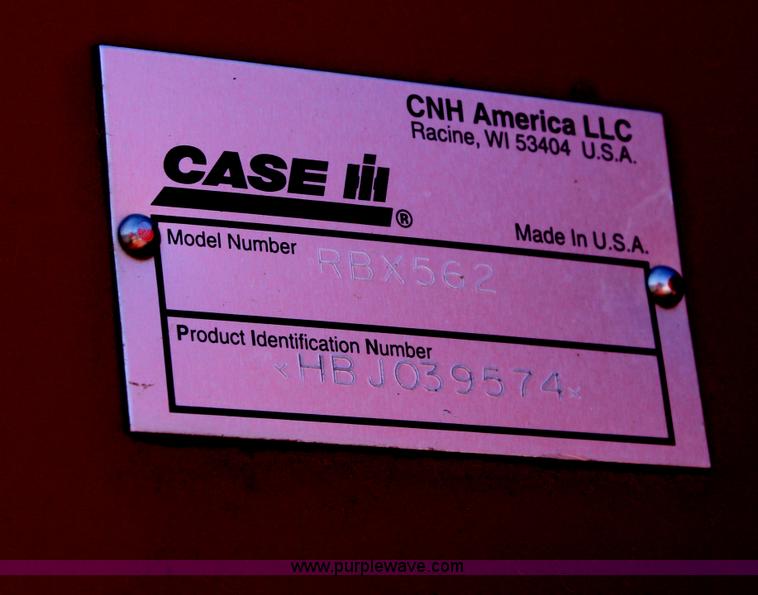 CNH America LLC
Racine, WI 53404 U.S.A.
CASE IH®
Made In U.S.A.
Model Number RBX562
Product Identification Number
×HBJ039574×
www.purplewave.com